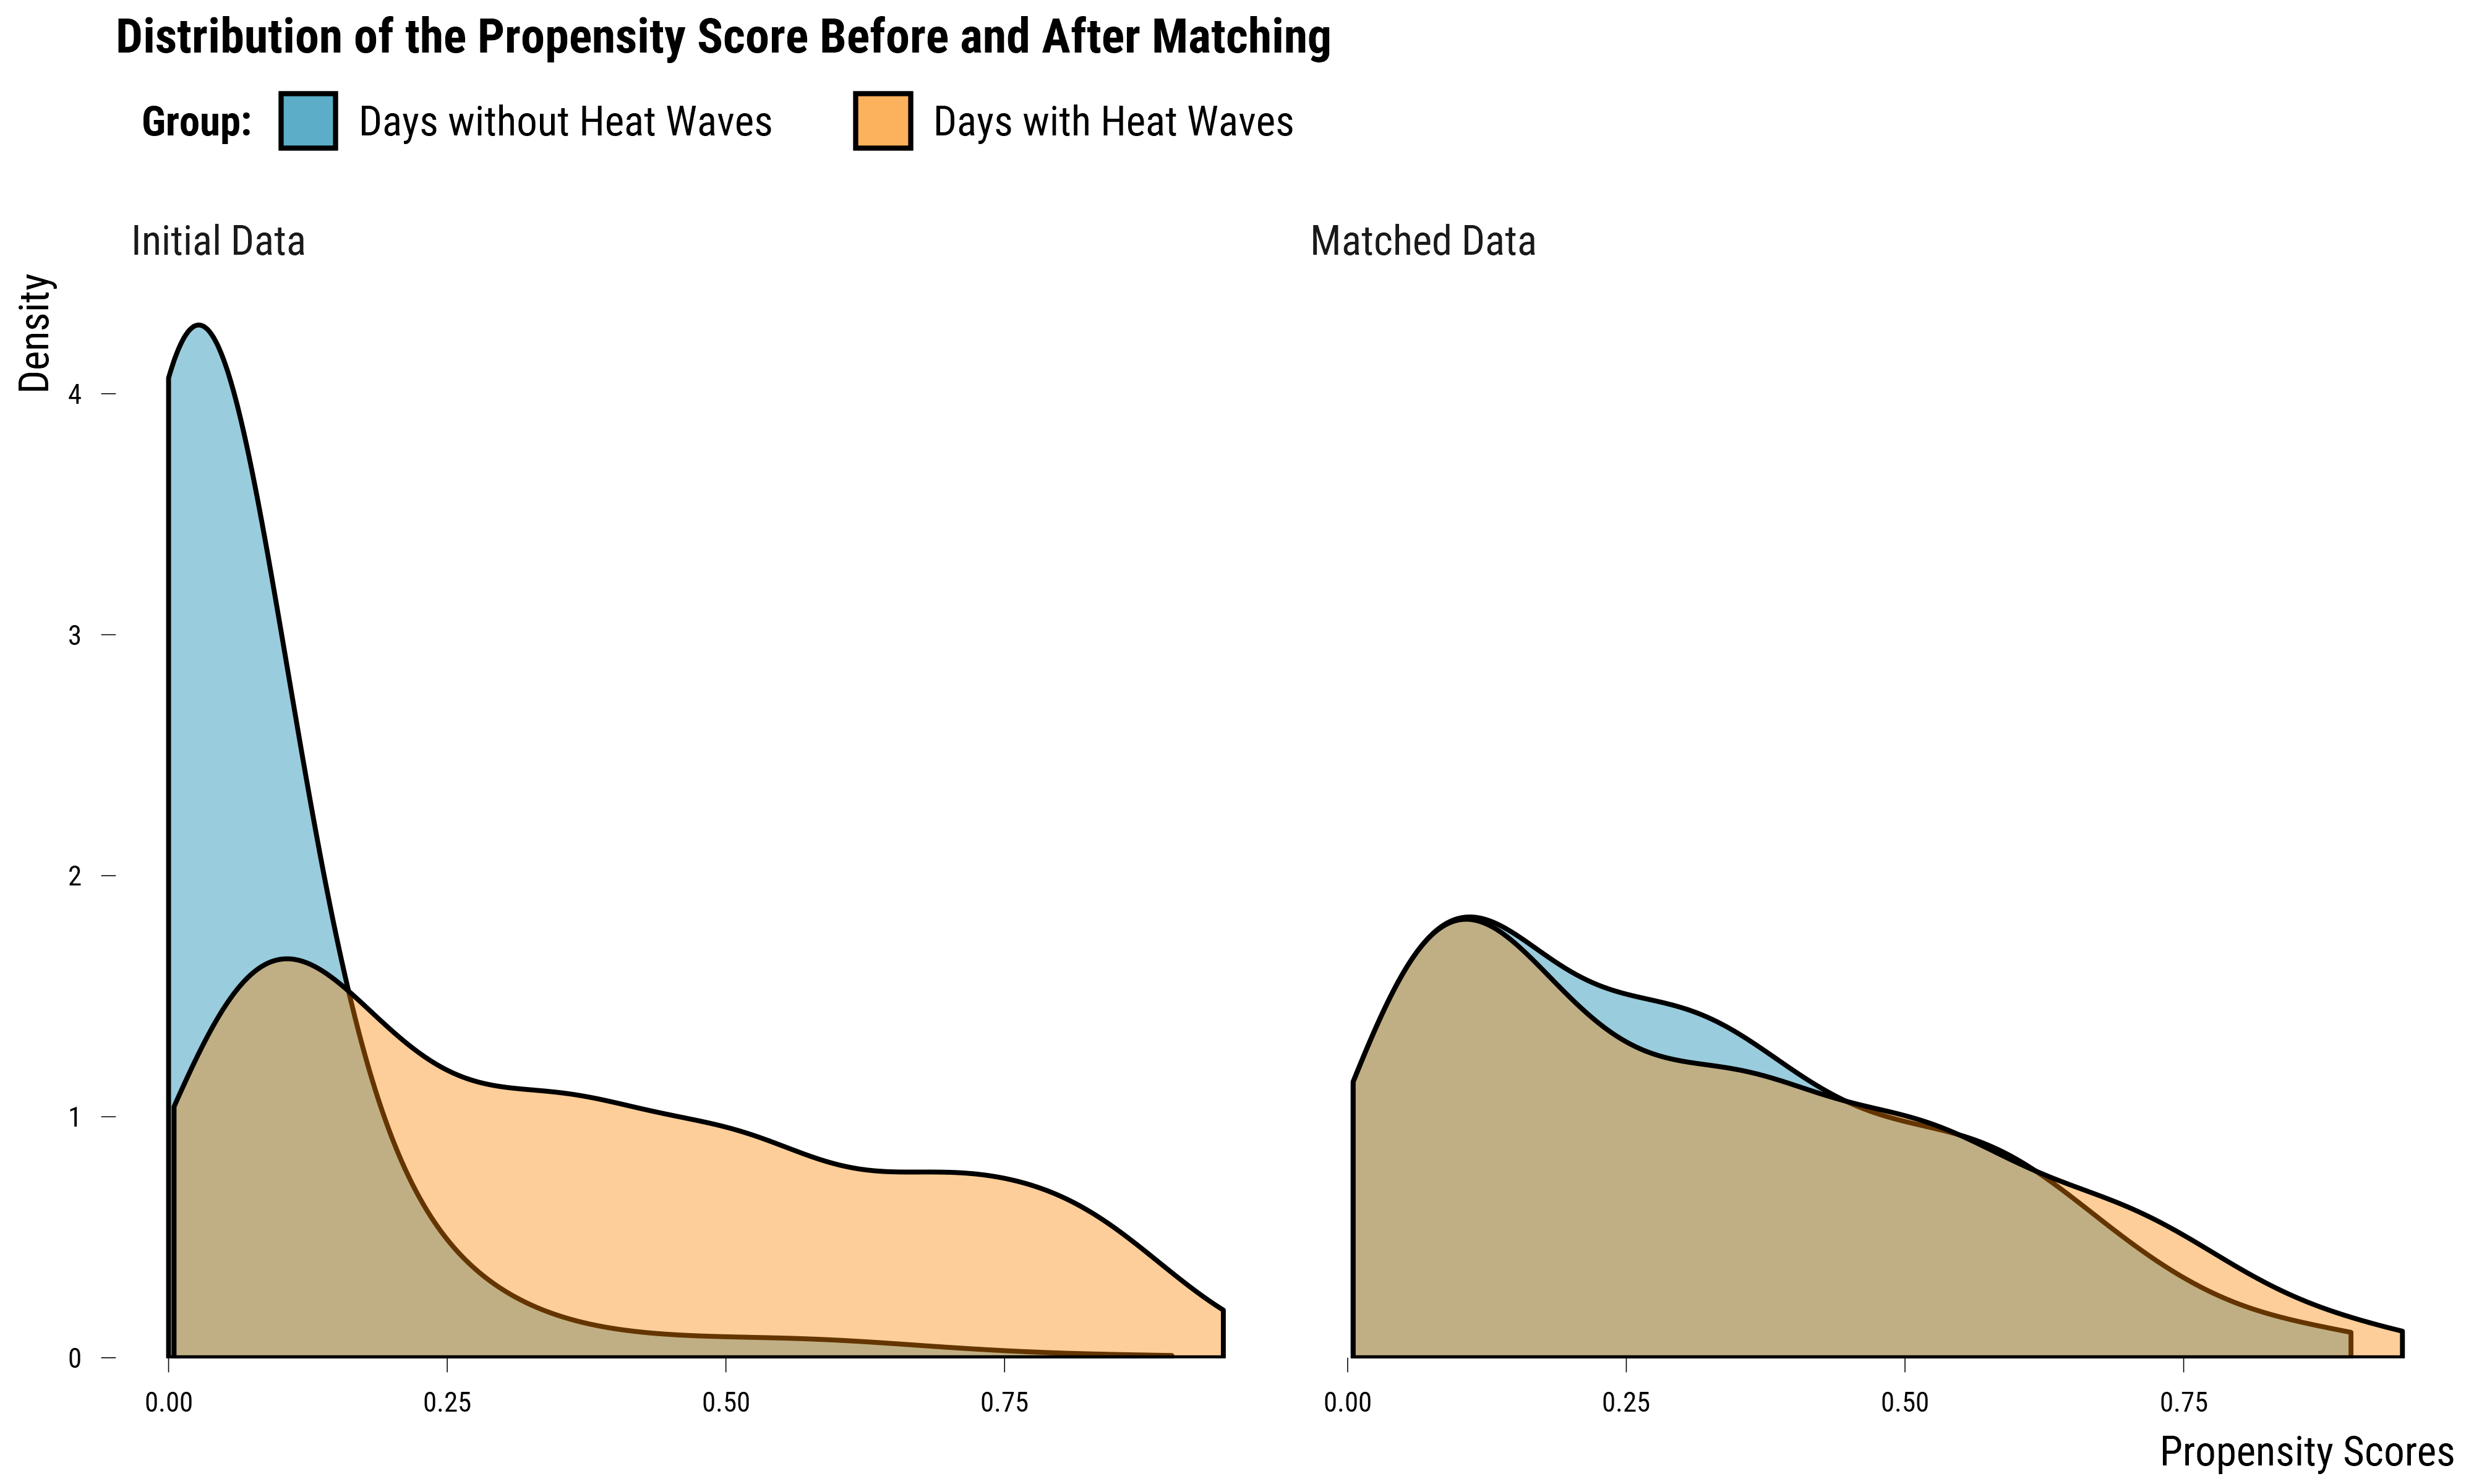 Distribution of the Propensity Score Before and After Matching
Group: Days without Heat Waves Days with Heat Waves
Initial Data Matched Data
Density
4
3
2
1
0
0.00 0.25 0.50 0.75 0.00 0.25 0.50 0.75
Propensity Scores